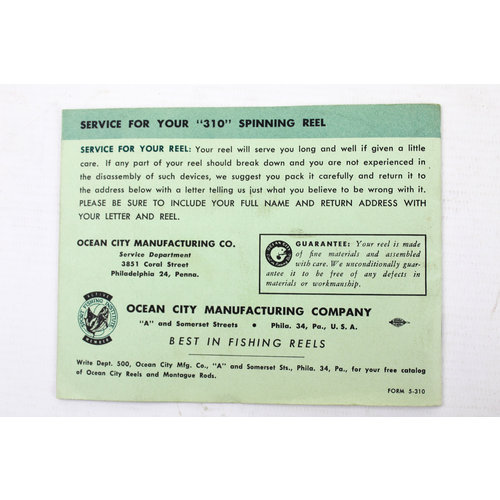 SERVICE FOR YOUR "310" SPINNING REEL
SERVICE FOR YOUR REEL: Your reel will serve you long and well if given a little
care. If any part of your reel should break down and you are not experienced in
the disassembly of such devices, we suggest you pack it carefully and return it to
the address below with a letter telling us just what you believe to be wrong with it.
PLEASE BE SURE TO INCLUDE YOUR FULL NAME AND RETURN ADDRESS WITH
YOUR LETTER AND REEL.
OCEAN CITY MANUFACTURING CO.
Service Department
3851 Coral Street
Philadelphia 24, Penna.
GUARANTEE: Your reel is made
of fine materials and assembled
with care. We unconditionally guar-
antee it to be free of any defects in
materials or workmanship.
OCEAN CITY MANUFACTURING COMPANY
"A" and Somerset Streets • Phila. 34, Pa., U. S. A.
BEST IN FISHING REELS
MEMBER
Write Dept. 500, Ocean City Mfg. Co., "A" and Somerset Sts., Phila. 34, Pa., for your free catalog
of Ocean City Reels and Montague Rods.
FORM 5-310